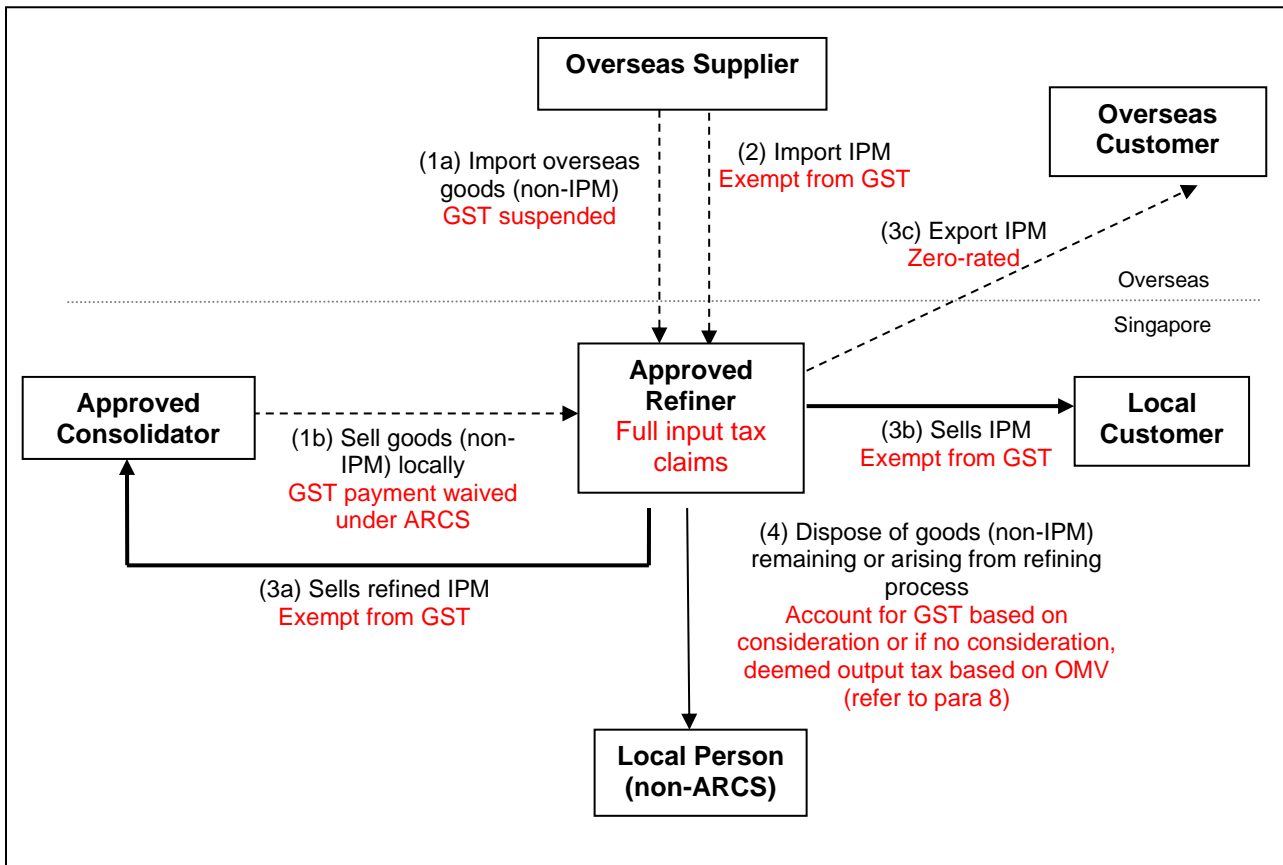 Overseas Supplier
Overseas
Customer
(1a) Import overseas
goods (non-IPM)
GST suspended
(2) Import IPM
Exempt from GST
(3c) Export IPM
Zero-rated
Overseas
Singapore
Approved
Consolidator
(1b) Sell goods (non-
IPM) locally
GST payment waived
under ARCS
Approved
Refiner
Full input tax
claims
(3b) Sells IPM
Exempt from GST
Local
Customer
(3a) Sells refined IPM
Exempt from GST
(4) Dispose of goods (non-IPM)
remaining or arising from refining
process
Account for GST based on
consideration or if no consideration,
deemed output tax based on OMV
(refer to para 8)
Local Person
(non-ARCS)